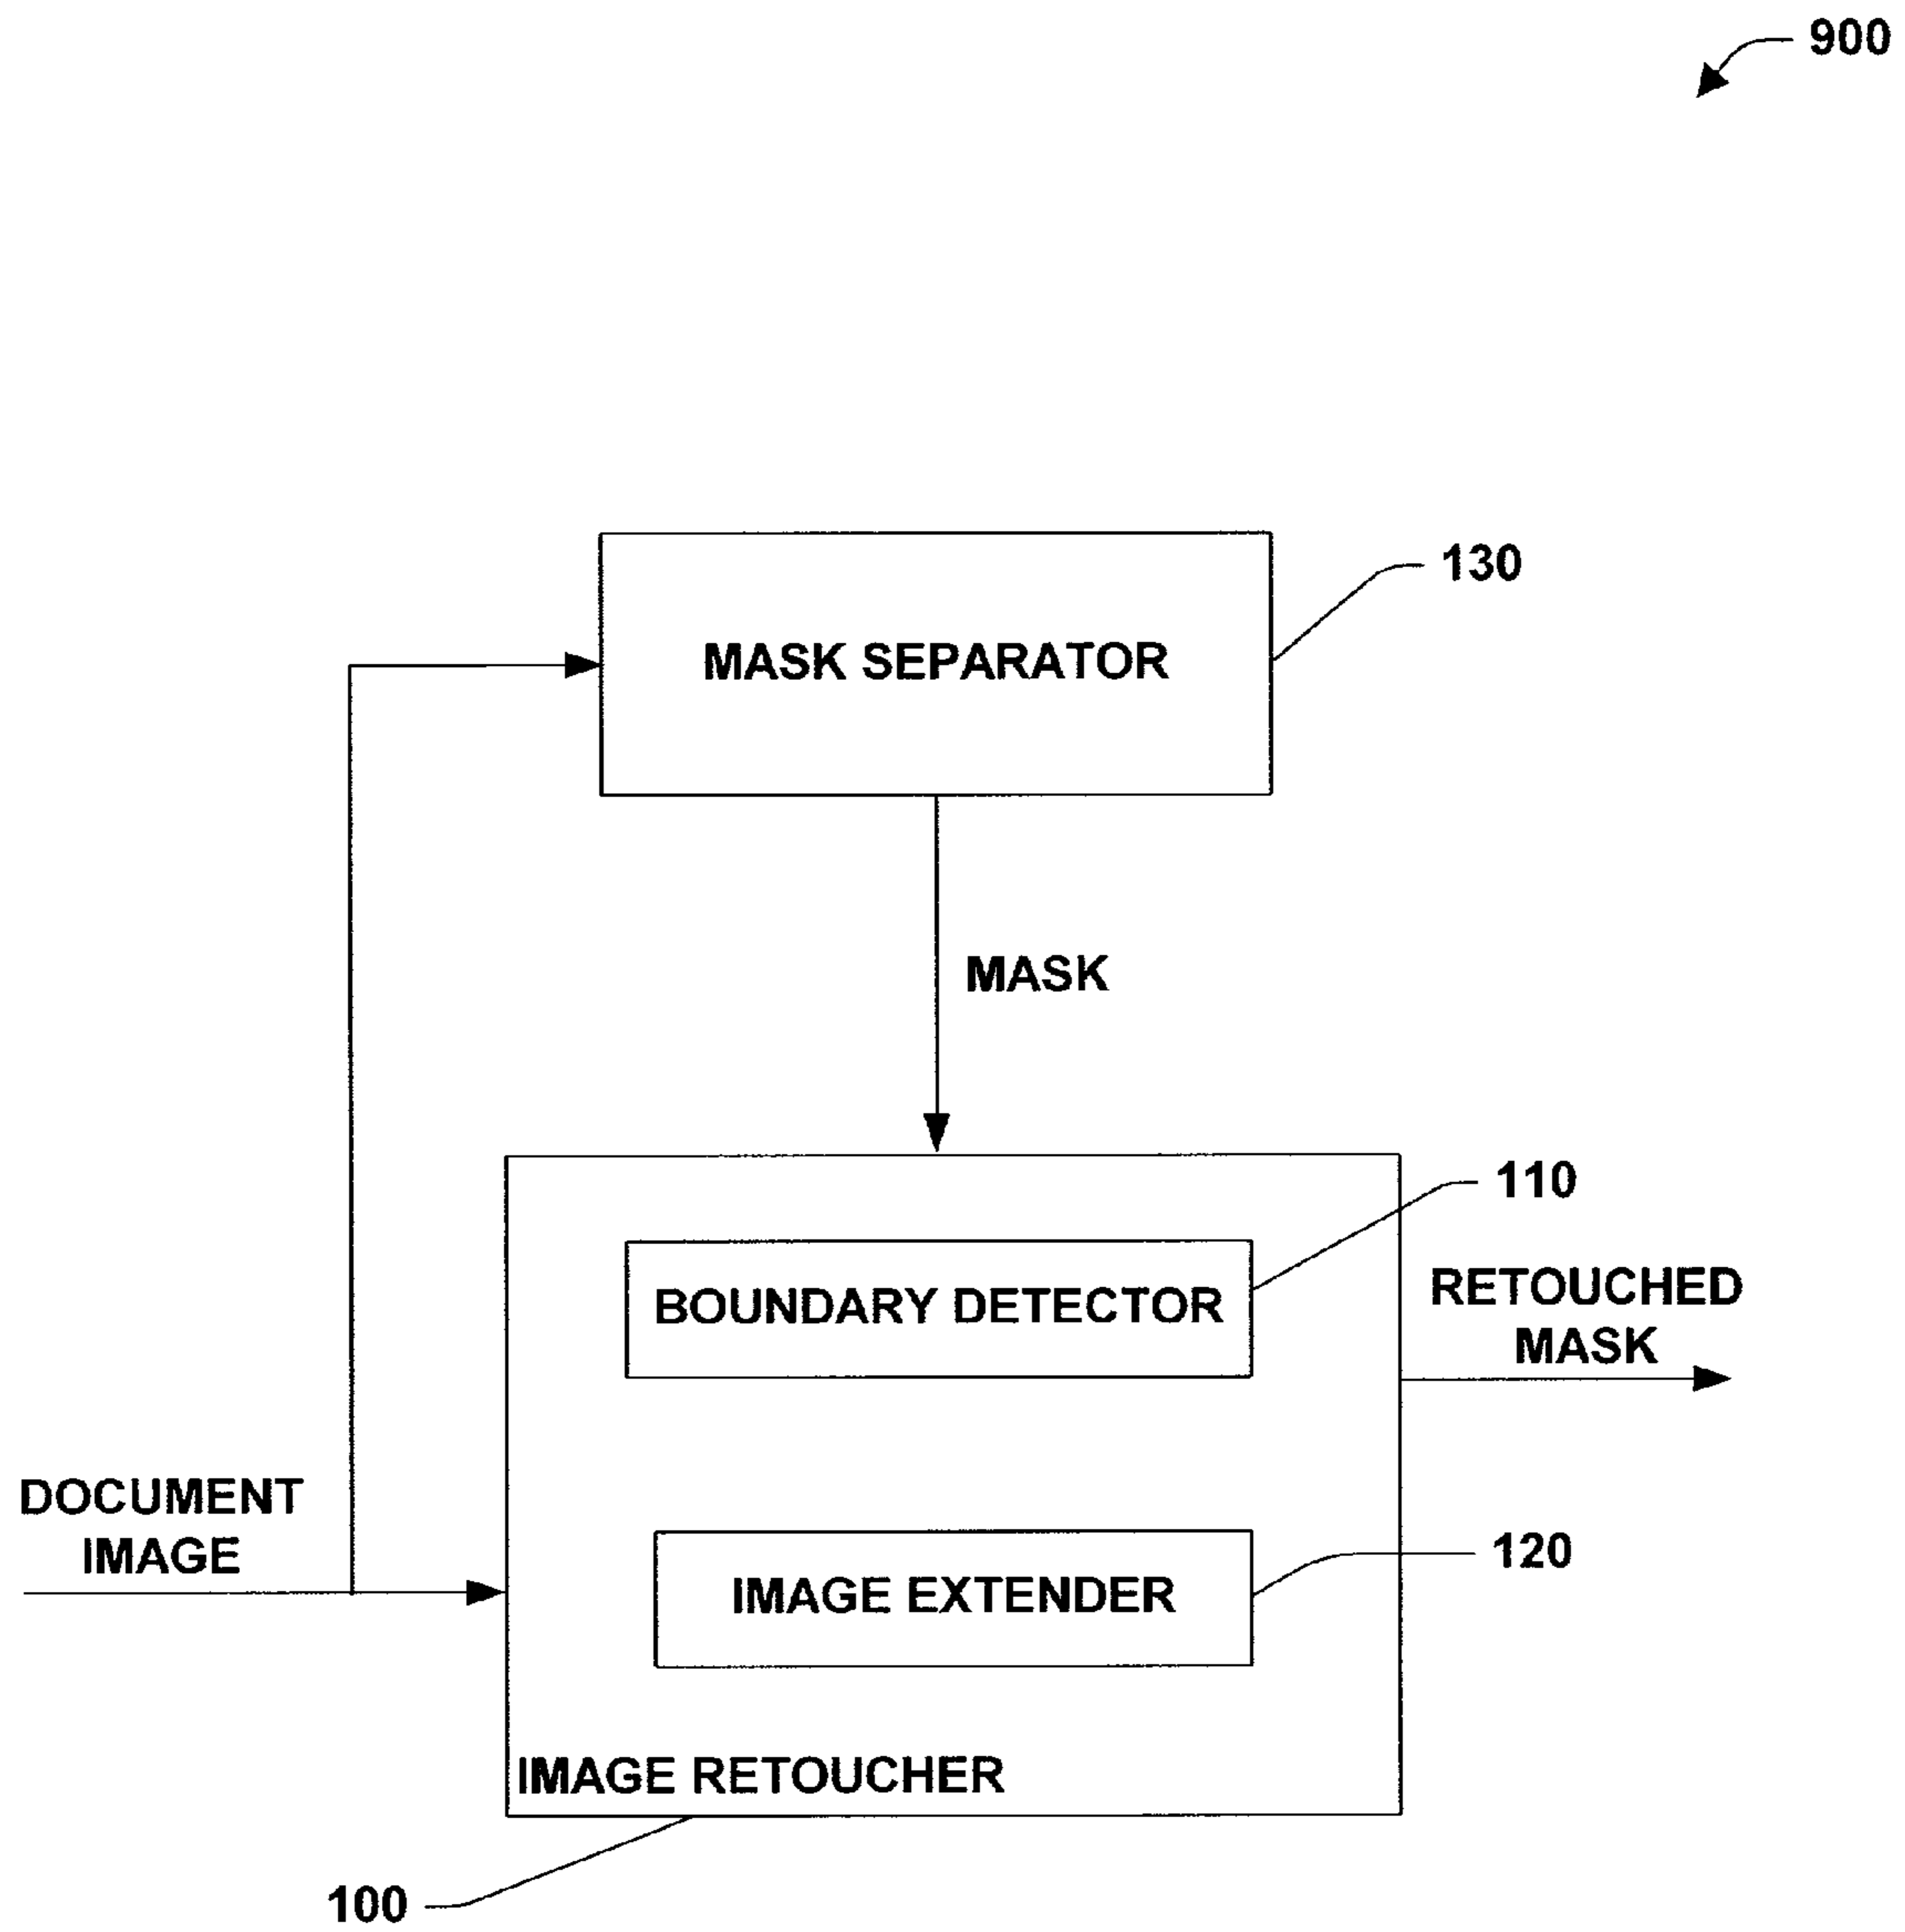 900
130
MASK SEPARATOR
MASK
110
BOUNDARY DETECTOR
RETOUCHED
MASK
DOCUMENT
IMAGE
120
IMAGE EXTENDER
IMAGE RETOUCHER
100